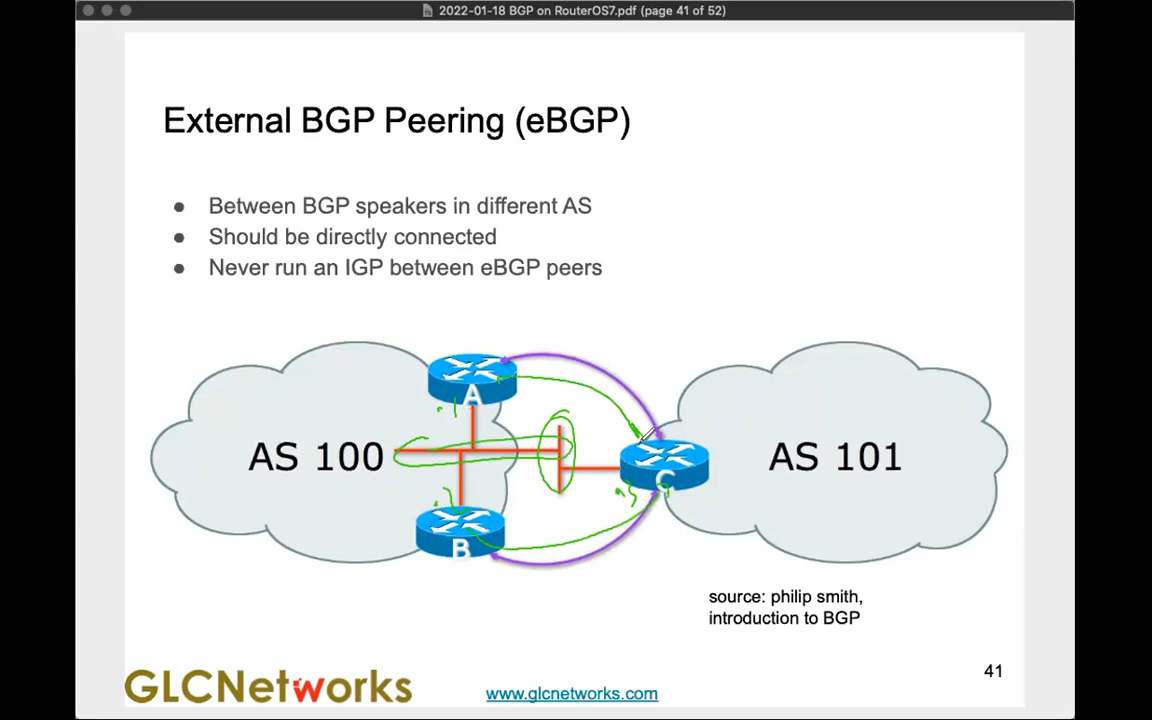 2022-01-18 BGP on RouterOS7.pdf (page 41 of 52)
External BGP Peering (eBGP)
● Between BGP speakers in different AS
● Should be directly connected
● Never run an IGP between eBGP peers
A
.1
AS 100
AS 101
C
.2
B
source: philip smith,
introduction to BGP
41
GLCNetworks
www.glcnetworks.com